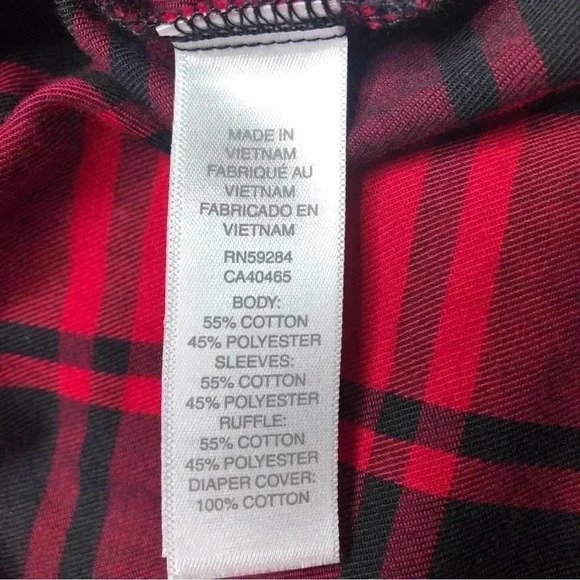 MADE IN
VIETNAM
FABRIQUÉ AU
VIETNAM
FABRICADO EN
VIETNAM
RN59284
CA40465
BODY:
55% COTTON
45% POLYESTER
SLEEVES:
55% COTTON
45% POLYESTER
RUFFLE:
55% COTTON
45% POLYESTER
DIAPER COVER:
100% COTTON